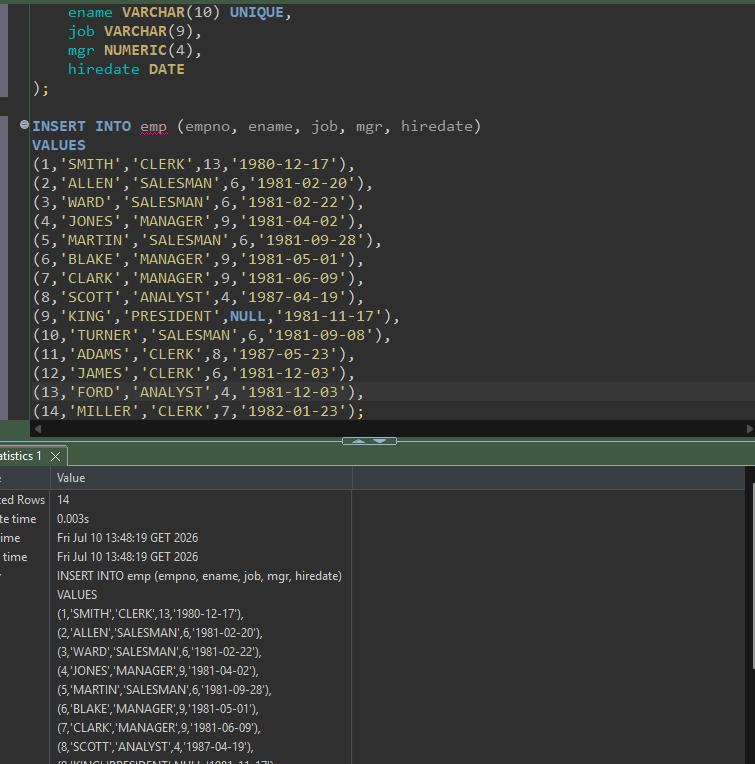 ename VARCHAR(10) UNIQUE,
job VARCHAR(9),
mgr NUMERIC(4),
hiredate DATE
);
INSERT INTO emp (empno, ename, job, mgr, hiredate)
VALUES
(1,'SMITH','CLERK',13,'1980-12-17'),
(2,'ALLEN','SALESMAN',6,'1981-02-20'),
(3,'WARD','SALESMAN',6,'1981-02-22'),
(4,'JONES','MANAGER',9,'1981-04-02'),
(5,'MARTIN','SALESMAN',6,'1981-09-28'),
(6,'BLAKE','MANAGER',9,'1981-05-01'),
(7,'CLARK','MANAGER',9,'1981-06-09'),
(8,'SCOTT','ANALYST',4,'1987-04-19'),
(9,'KING','PRESIDENT',NULL,'1981-11-17'),
(10,'TURNER','SALESMAN',6,'1981-09-08'),
(11,'ADAMS','CLERK',8,'1987-05-23'),
(12,'JAMES','CLERK',6,'1981-12-03'),
(13,'FORD','ANALYST',4,'1981-12-03'),
(14,'MILLER','CLERK',7,'1982-01-23');
atistics 1
Value
ted Rows 14
te time 0.003s
ime Fri Jul 10 13:48:19 GET 2026
time Fri Jul 10 13:48:19 GET 2026
INSERT INTO emp (empno, ename, job, mgr, hiredate)
VALUES
(1,'SMITH','CLERK',13,'1980-12-17'),
(2,'ALLEN','SALESMAN',6,'1981-02-20'),
(3,'WARD','SALESMAN',6,'1981-02-22'),
(4,'JONES','MANAGER',9,'1981-04-02'),
(5,'MARTIN','SALESMAN',6,'1981-09-28'),
(6,'BLAKE','MANAGER',9,'1981-05-01'),
(7,'CLARK','MANAGER',9,'1981-06-09'),
(8,'SCOTT','ANALYST',4,'1987-04-19'),